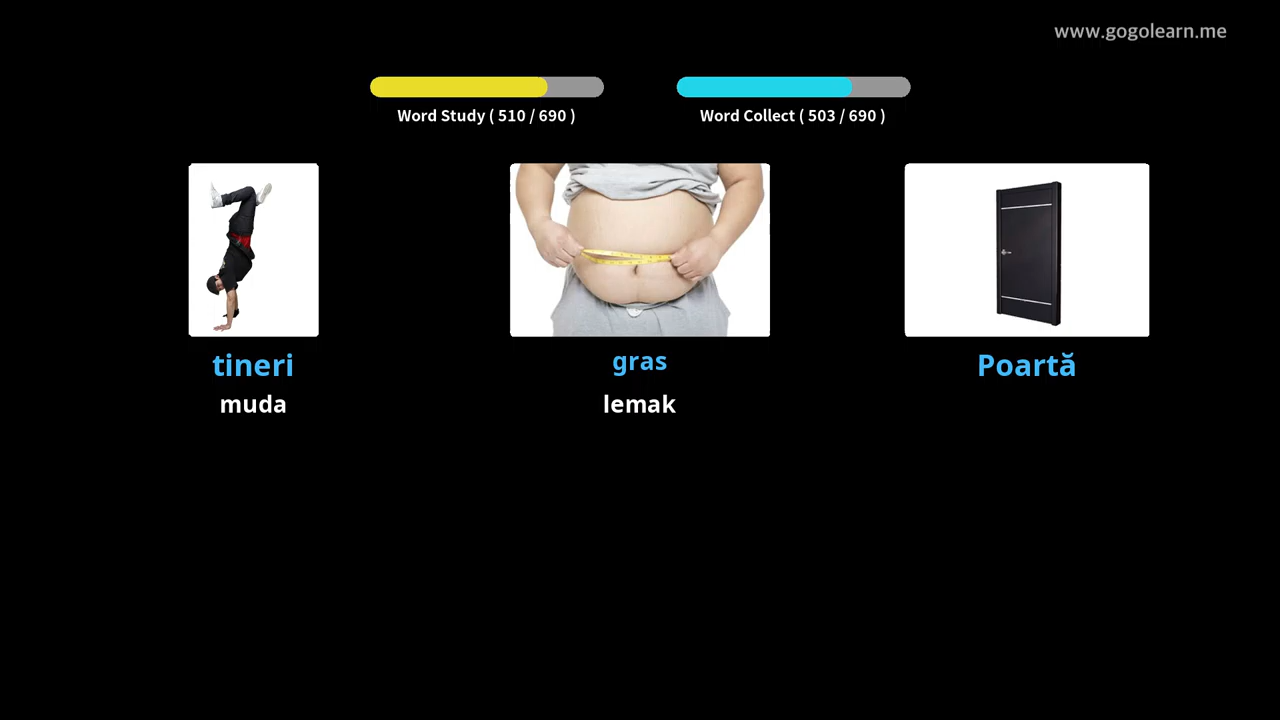 www.gogolearn.me
Word Study ( 510 / 690 )
Word Collect ( 503 / 690 )
tineri
muda
gras
lemak
Poartă